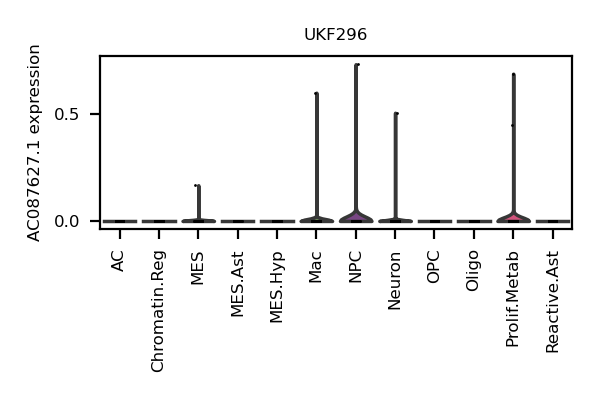 UKF296
AC087627.1 expression
0.5
0.0
AC
Chromatin.Reg
MES
MES.Ast
MES.Hyp
Mac
NPC
Neuron
OPC
Oligo
Prolif.Metab
Reactive.Ast